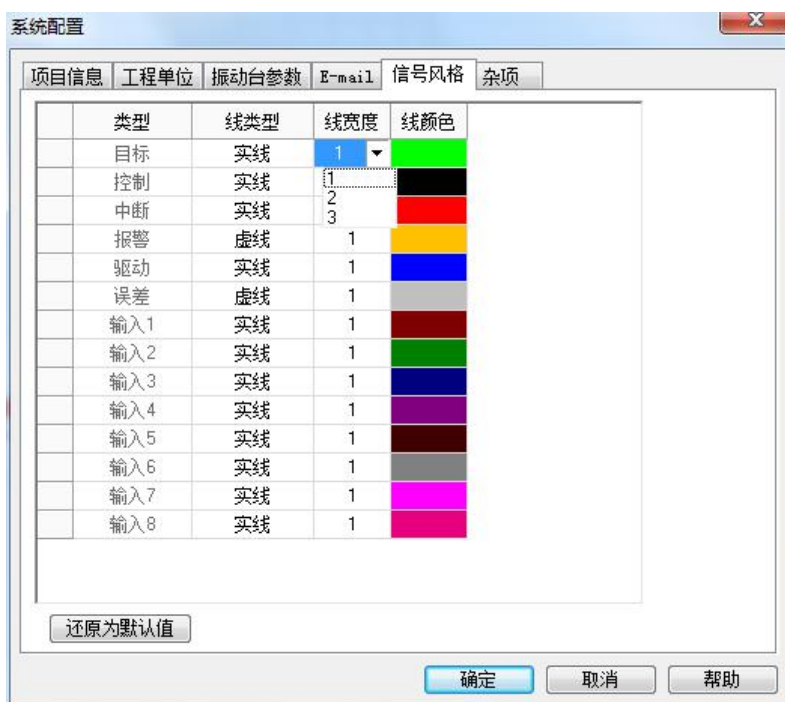 系统配置
项目信息 工程单位 振动台参数 E-mail 信号风格 杂项
类型 线类型 线宽度 线颜色
目标 实线 1
控制 实线 1
中断 实线 2
3
报警 虚线 1
驱动 实线 1
误差 虚线 1
输入1 实线 1
输入2 实线 1
输入3 实线 1
输入4 实线 1
输入5 实线 1
输入6 实线 1
输入7 实线 1
输入8 实线 1
还原为默认值
确定 取消 帮助